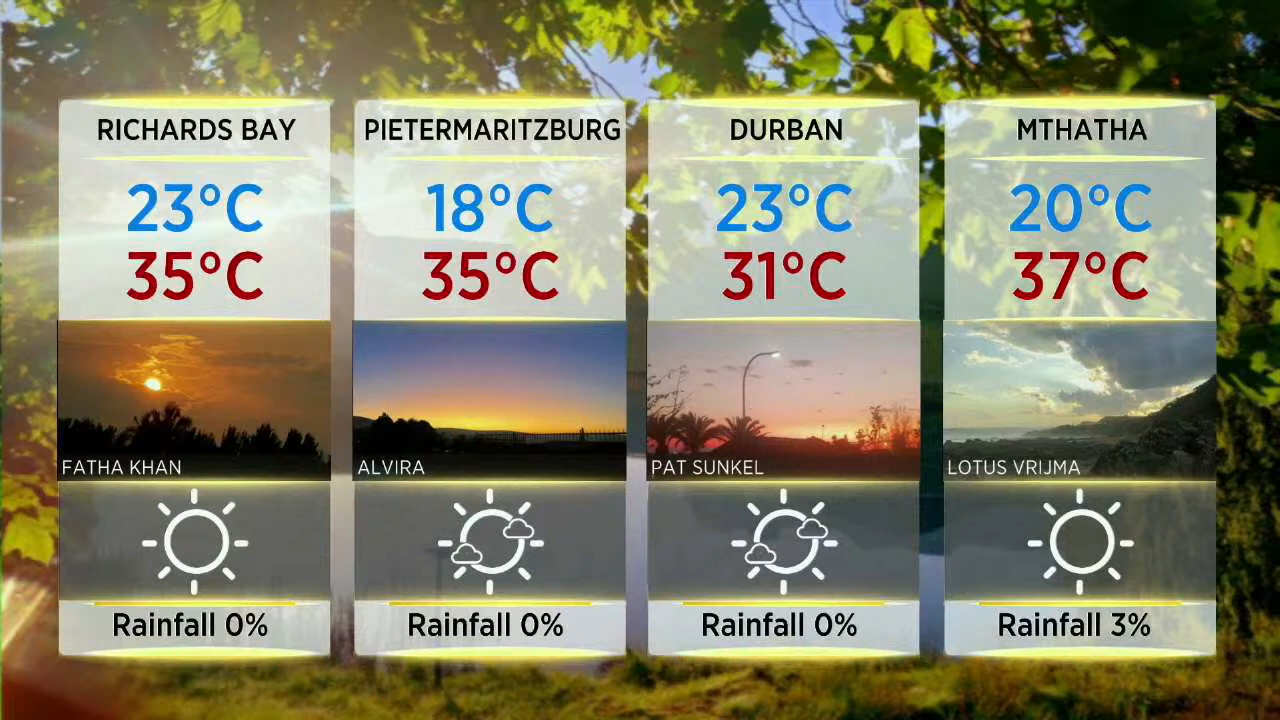 RICHARDS BAY
23°C
35°C
FATHA KHAN
Rainfall 0%
PIETERMARITZBURG
18°C
35°C
ALVIRA
Rainfall 0%
DURBAN
23°C
31°C
PAT SUNKEL
Rainfall 0%
MTHATHA
20°C
37°C
LOTUS VRIJMA
Rainfall 3%